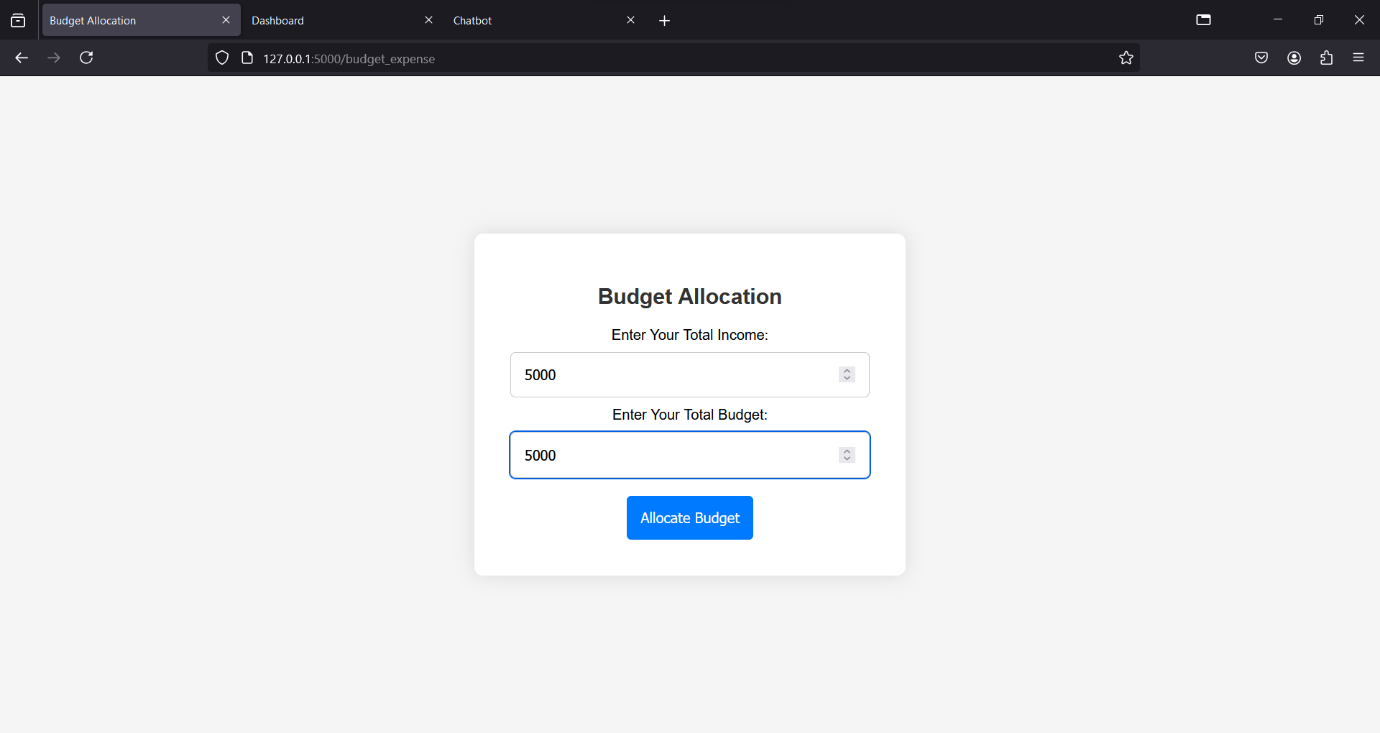 Budget Allocation
Dashboard
Chatbot
127.0.0.1:5000/budget_expense
Budget Allocation
Enter Your Total Income:
5000
Enter Your Total Budget:
5000
Allocate Budget